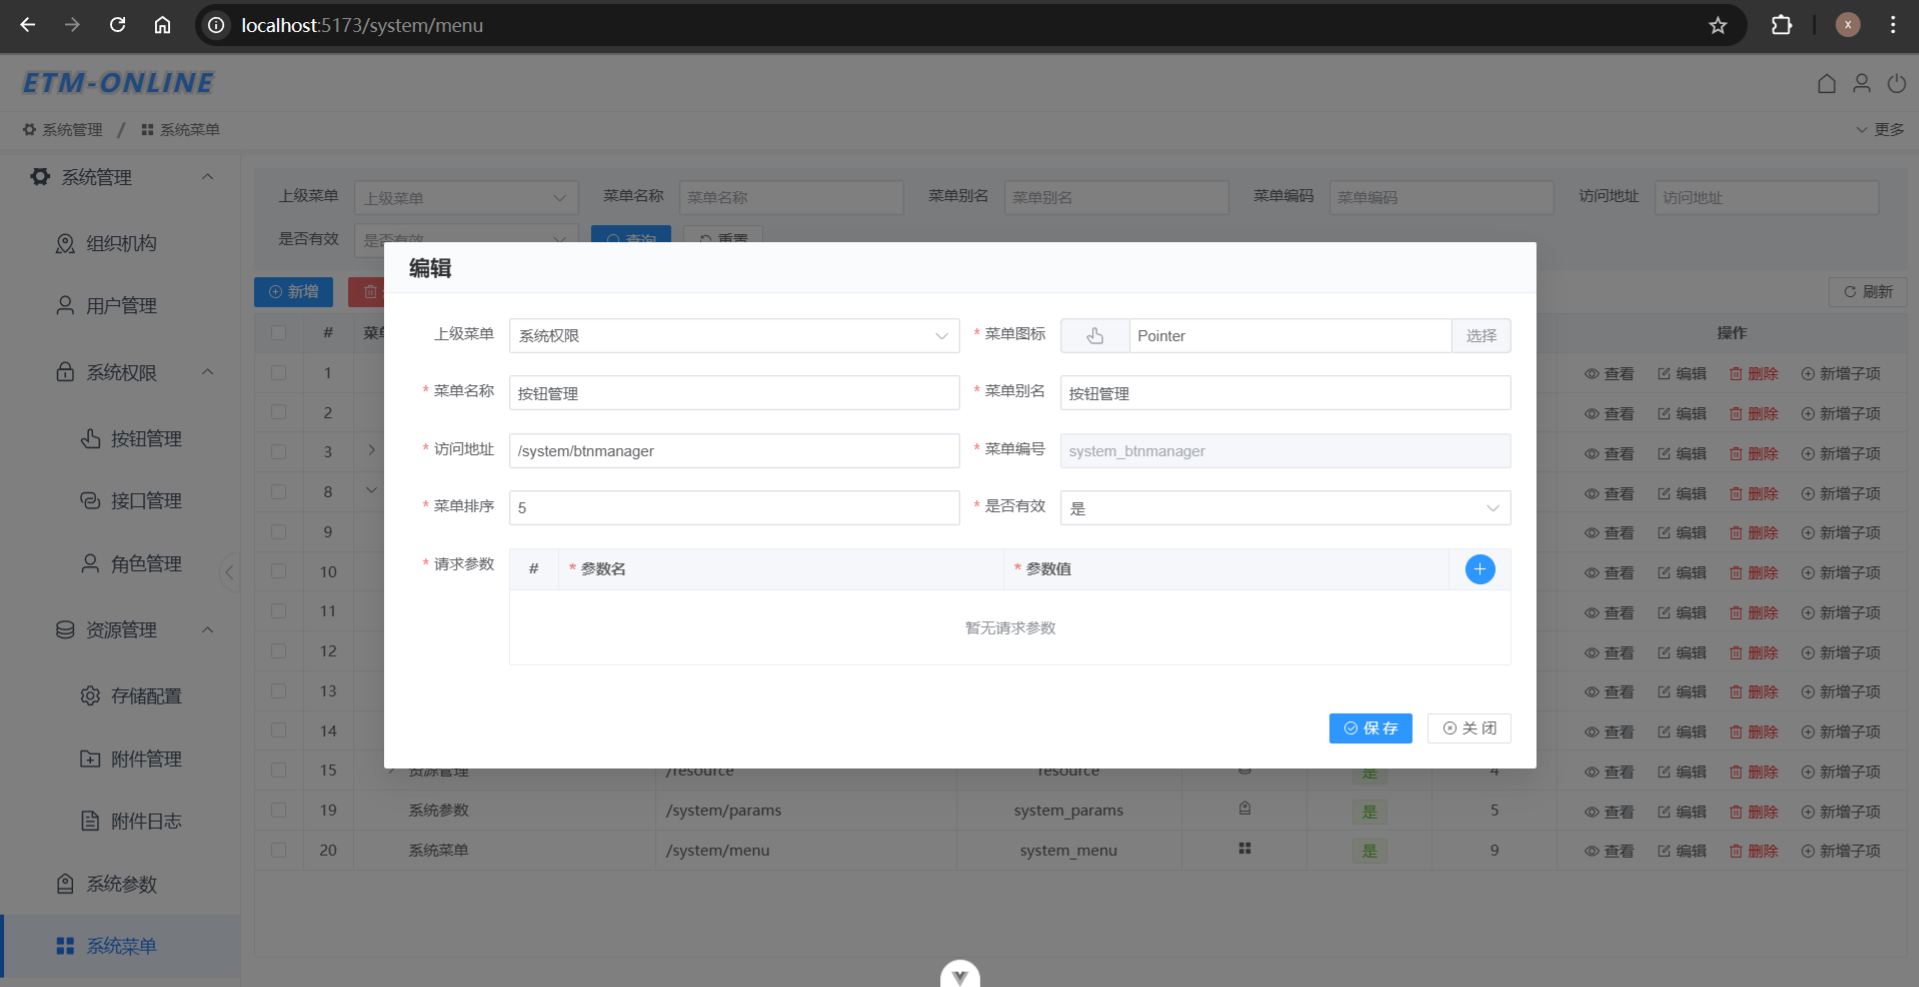 localhost:5173/system/menu
x
ETM-ONLINE
系统管理 / 系统菜单
更多
系统管理
组织机构
用户管理
系统权限
按钮管理
接口管理
角色管理
资源管理
存储配置
附件管理
附件日志
系统参数
系统菜单
上级菜单 上级菜单 菜单名称 菜单名称 菜单别名 菜单别名 菜单编码 菜单编码 访问地址 访问地址
是否有效 是否有效 查询 重置
新增 刷新
# 操作
1 查看 编辑 删除 新增子项
2 查看 编辑 删除 新增子项
3 查看 编辑 删除 新增子项
8 查看 编辑 删除 新增子项
9 查看 编辑 删除 新增子项
10 查看 编辑 删除 新增子项
11 查看 编辑 删除 新增子项
12 查看 编辑 删除 新增子项
13 查看 编辑 删除 新增子项
14 查看 编辑 删除 新增子项
15 资源管理 /resource resource 是 4 查看 编辑 删除 新增子项
19 系统参数 /system/params system_params 是 5 查看 编辑 删除 新增子项
20 系统菜单 /system/menu system_menu 是 9 查看 编辑 删除 新增子项
编辑
上级菜单 系统权限 * 菜单图标 Pointer 选择
* 菜单名称 按钮管理 * 菜单别名 按钮管理
* 访问地址 /system/btnmanager * 菜单编号 system_btnmanager
* 菜单排序 5 * 是否有效 是
* 请求参数 # * 参数名 * 参数值
暂无请求参数
保存 关闭